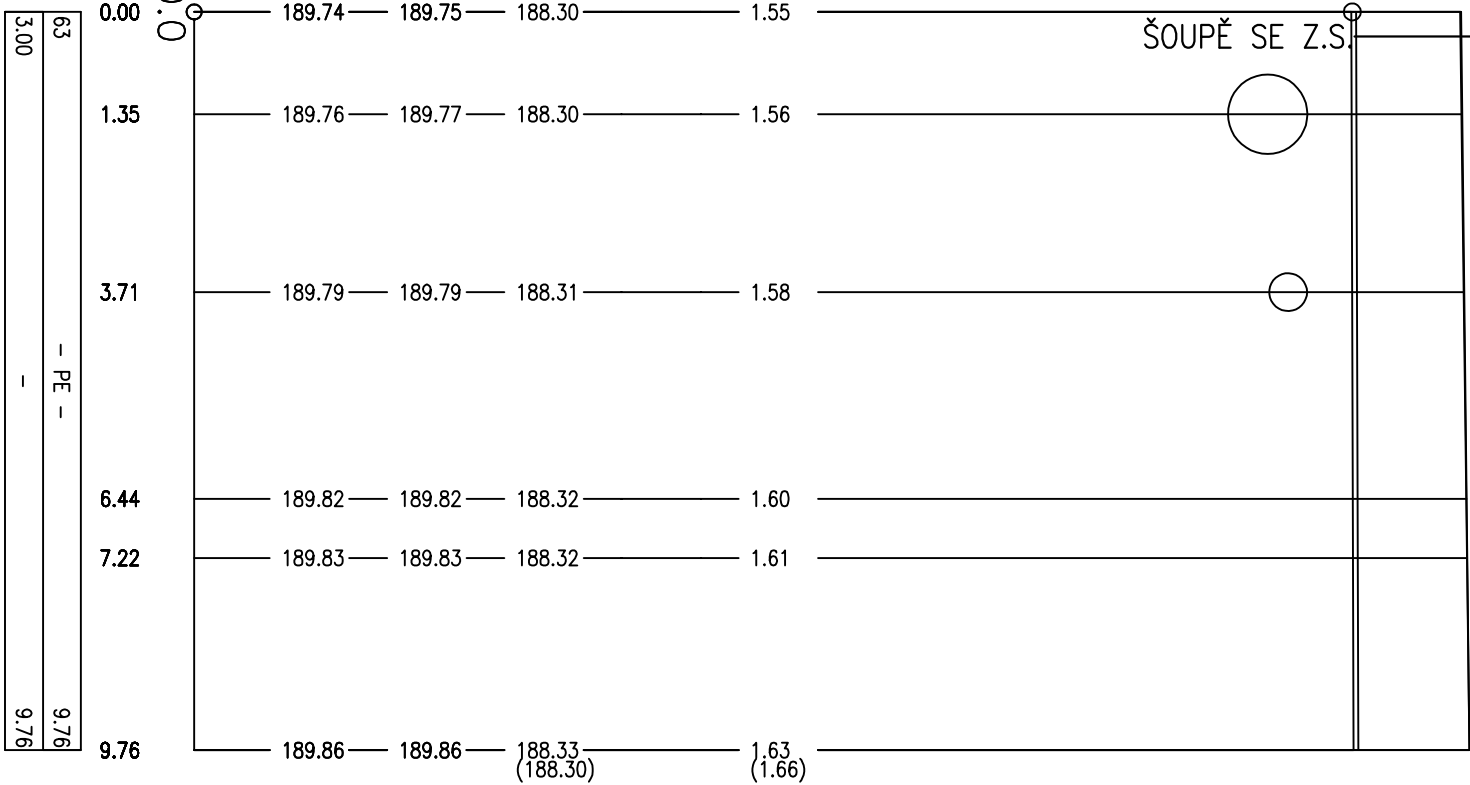 0.00 189.74 189.75 188.30 1.55
ŠOUPĚ SE Z.S.
1.35 189.76 189.77 188.30 1.56
3.71 189.79 189.79 188.31 1.58
6.44 189.82 189.82 188.32 1.60
7.22 189.83 189.83 188.32 1.61
9.76 189.86 189.86 188.33 1.63
(188.30) (1.66)
63 - PE - 9.76
3.00 - 9.76